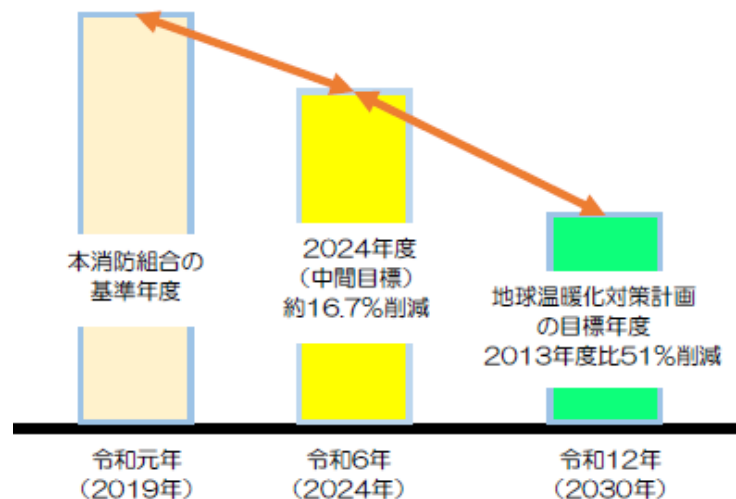 本消防組合の
基準年度
2024年度
（中間目標）
約16.7%削減
地球温暖化対策計画
の目標年度
2013年度比51%削減
令和元年
（2019年）
令和6年
（2024年）
令和12年
（2030年）